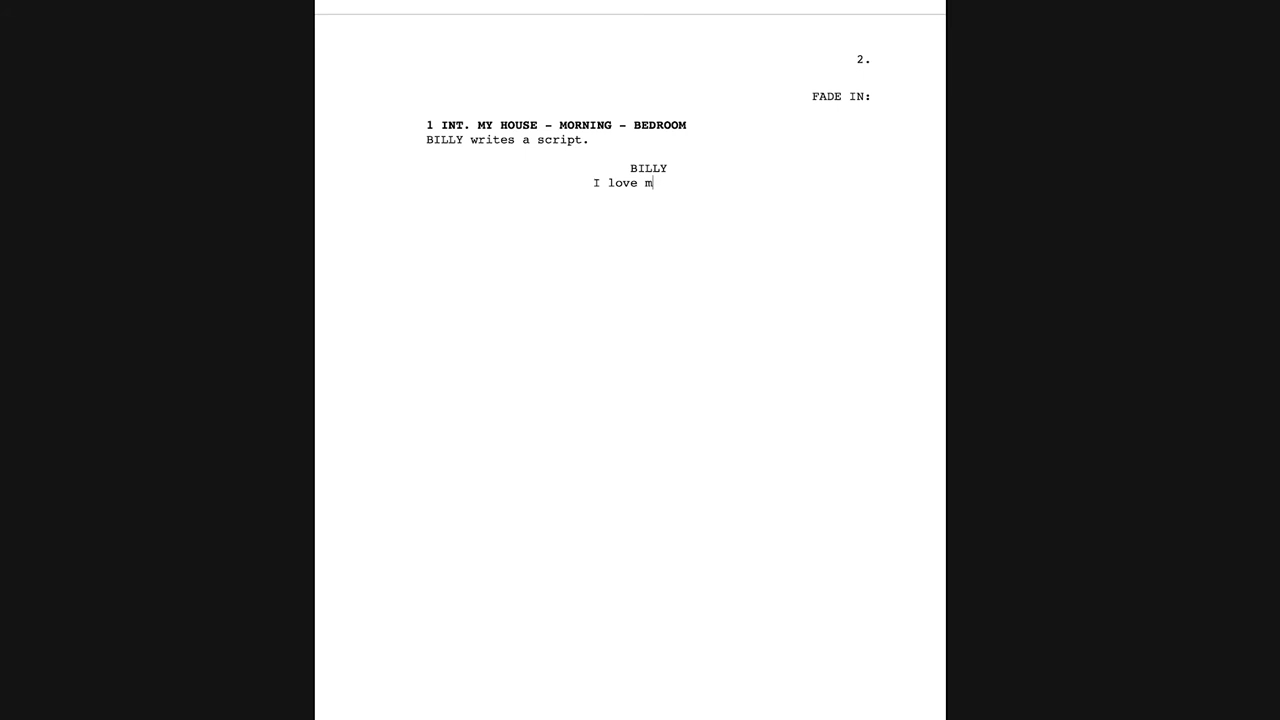 2.
FADE IN:
1 INT. MY HOUSE – MORNING – BEDROOM
BILLY writes a script.
BILLY
I love m